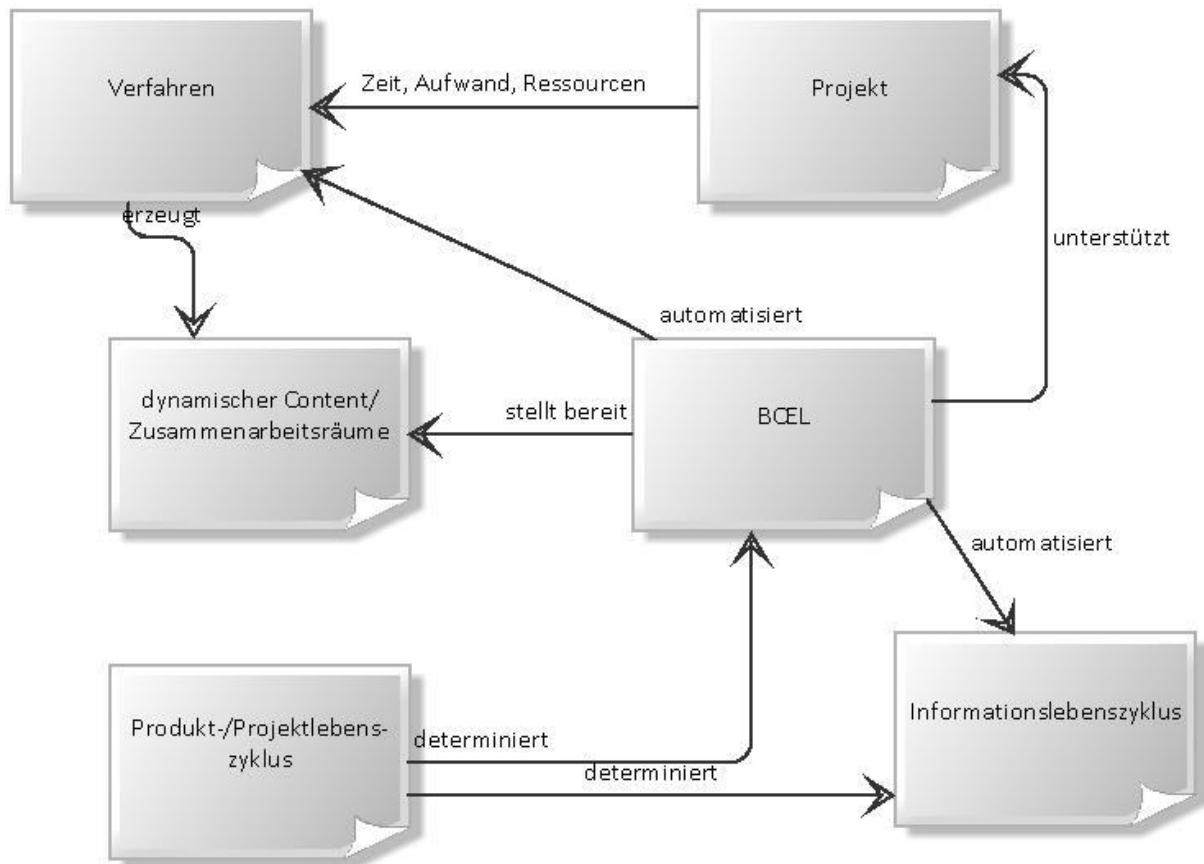 Verfahren
Zeit, Aufwand, Ressourcen
Projekt
erzeugt
unterstützt
automatisiert
dynamischer Content/
Zusammenarbeitsräume
stellt bereit
BŒL
automatisiert
Produkt-/Projektlebens-
zyklus
determiniert
determiniert
Informationslebenszyklus